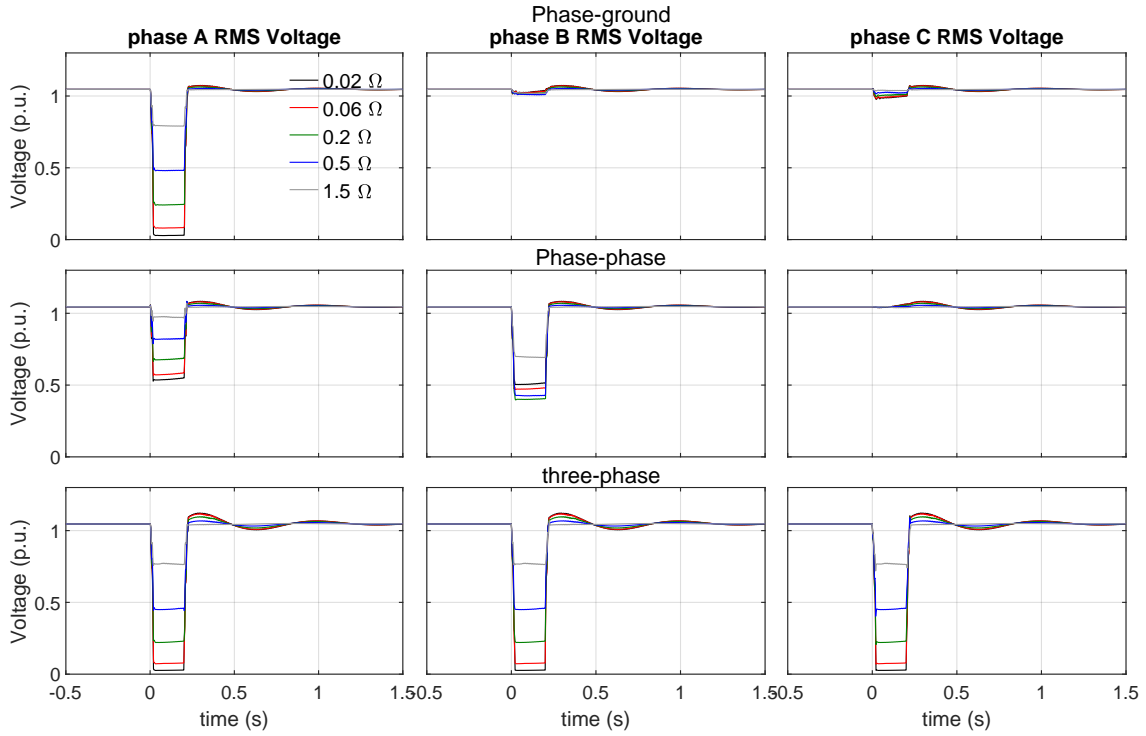 Phase-ground
phase A RMS Voltage
phase B RMS Voltage
phase C RMS Voltage
Voltage (p.u.)
1
0.5
0
0.02 Ω
0.06 Ω
0.2 Ω
0.5 Ω
1.5 Ω
Phase-phase
Voltage (p.u.)
1
0.5
0
three-phase
Voltage (p.u.)
1
0.5
0
-0.5 0 0.5 1 1.5
-0.5 0 0.5 1 1.5
-0.5 0 0.5 1 1.5
time (s)
time (s)
time (s)